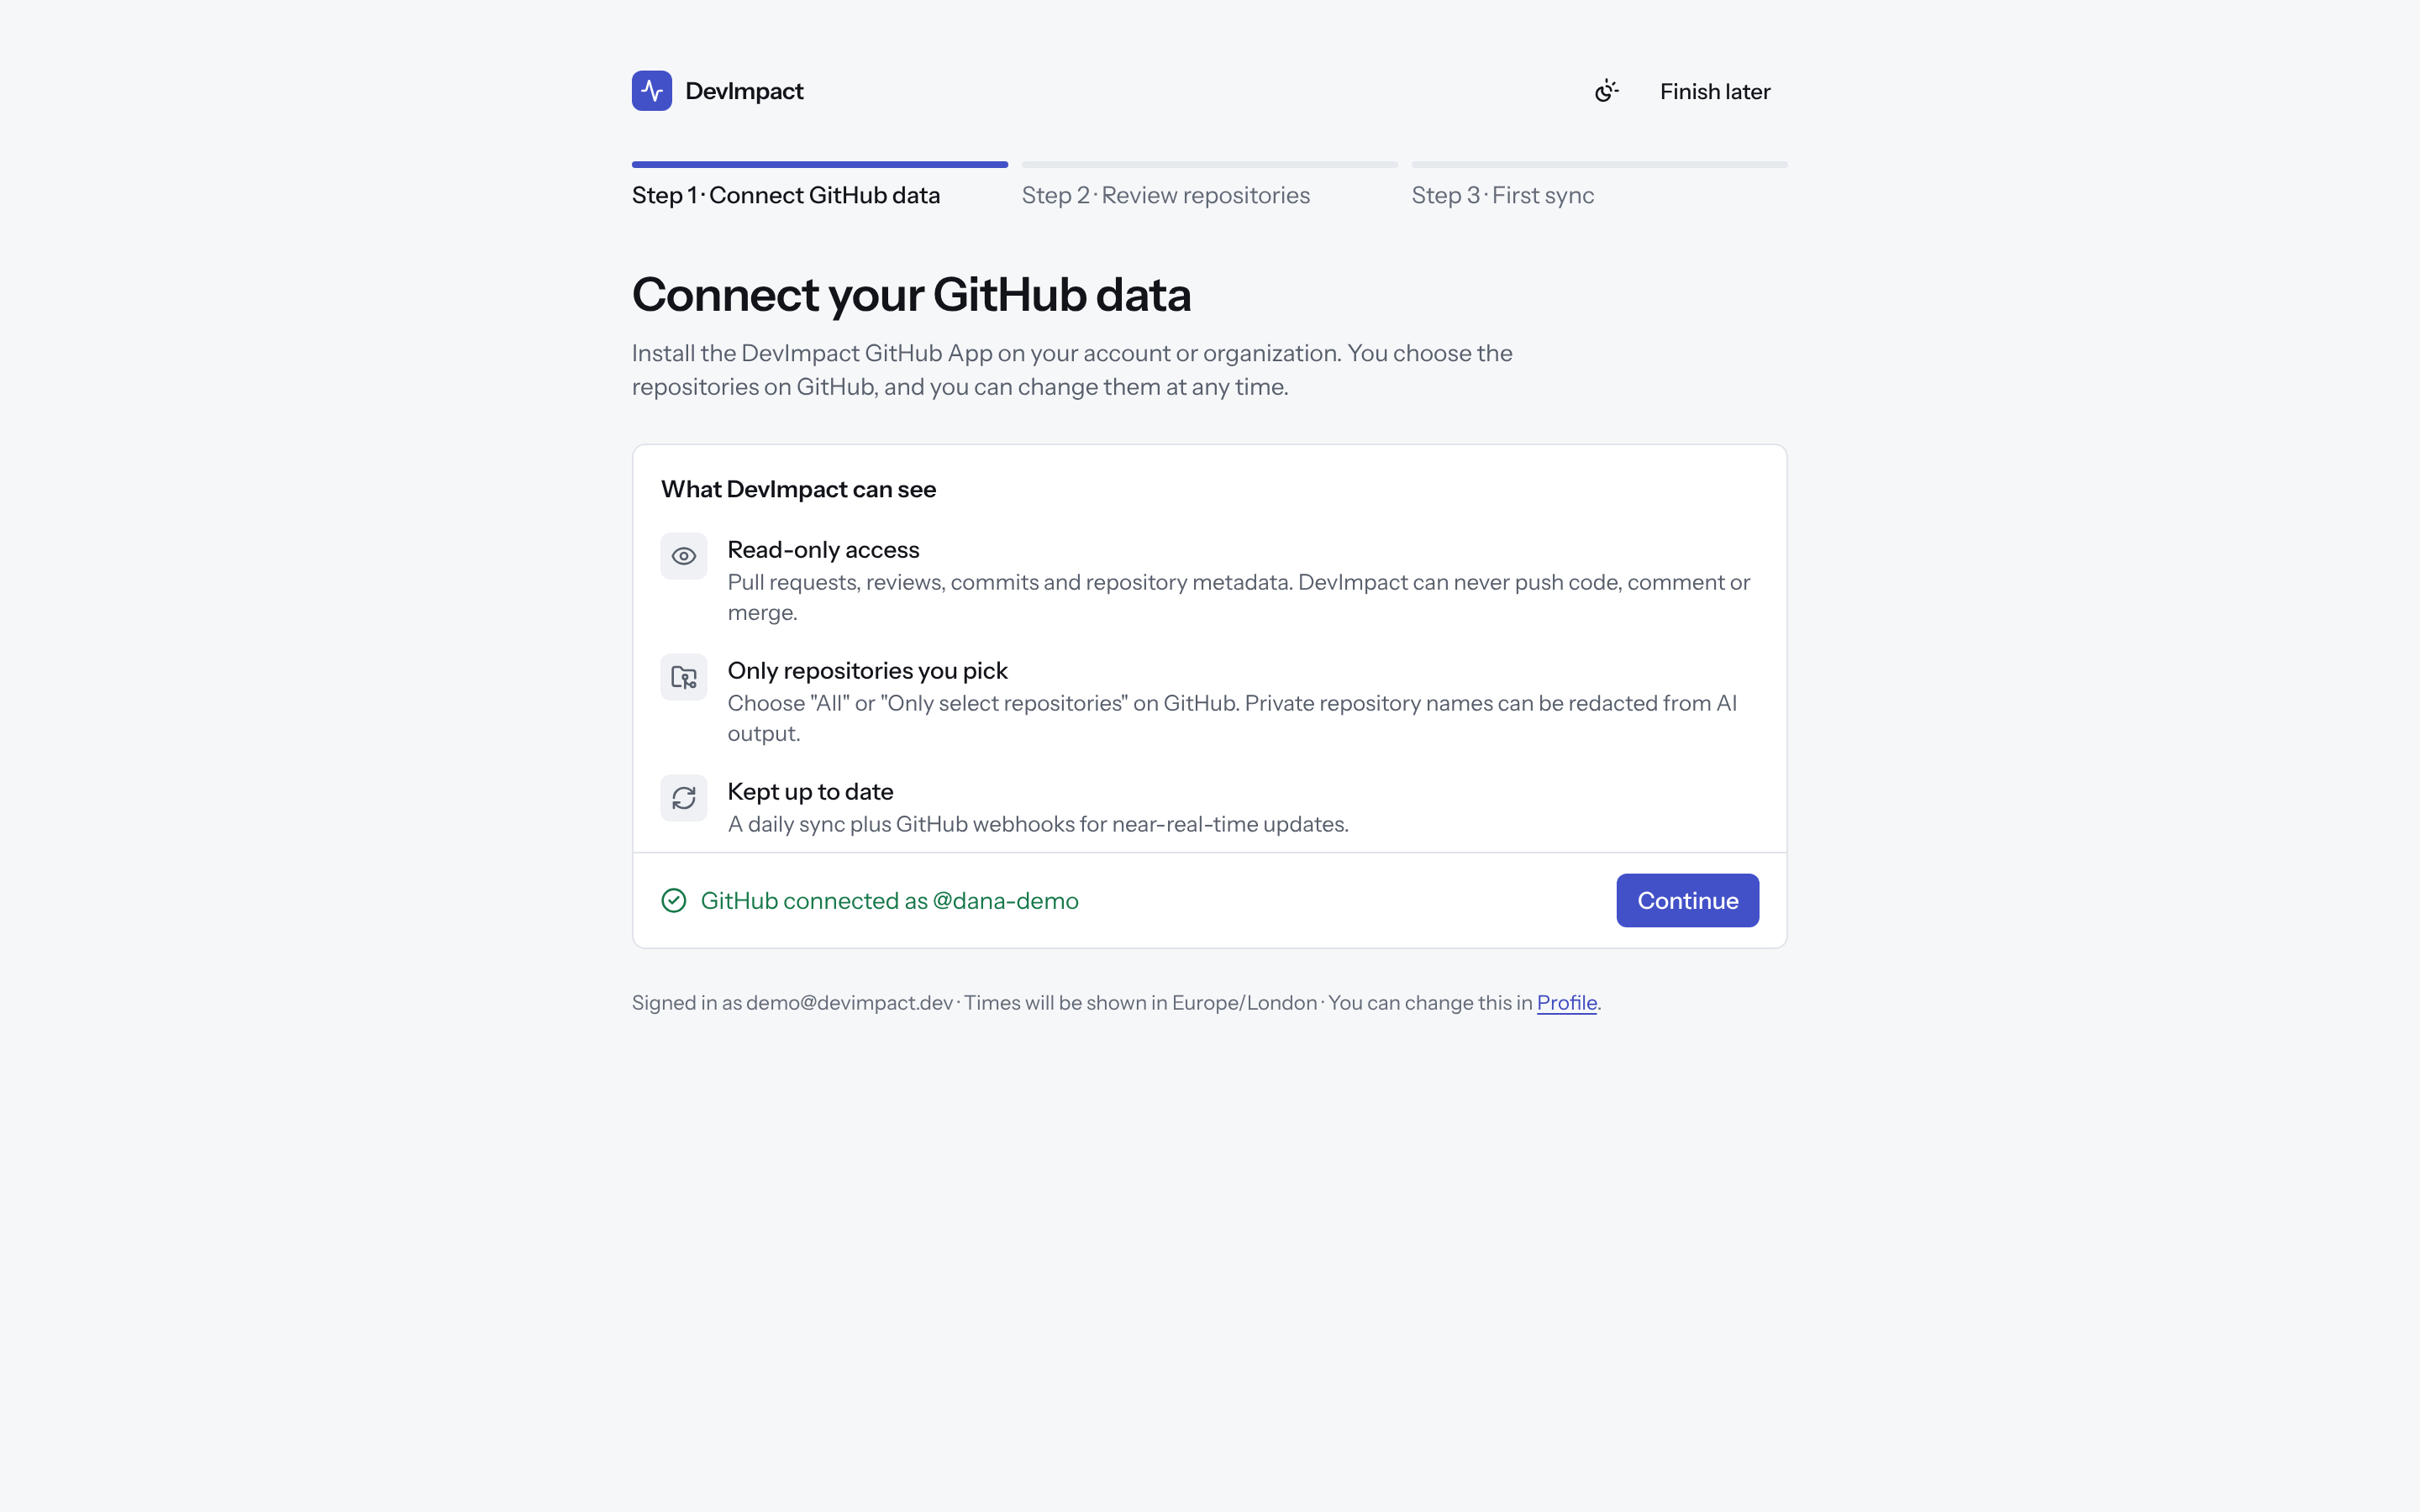 DevImpact
Finish later
Step 1 · Connect GitHub data
Step 2 · Review repositories
Step 3 · First sync
Connect your GitHub data
Install the DevImpact GitHub App on your account or organization. You choose the
repositories on GitHub, and you can change them at any time.
What DevImpact can see
Read-only access
Pull requests, reviews, commits and repository metadata. DevImpact can never push code, comment or
merge.
Only repositories you pick
Choose "All" or "Only select repositories" on GitHub. Private repository names can be redacted from AI
output.
Kept up to date
A daily sync plus GitHub webhooks for near-real-time updates.
GitHub connected as @dana-demo
Continue
Signed in as demo@devimpact.dev · Times will be shown in Europe/London · You can change this in Profile.